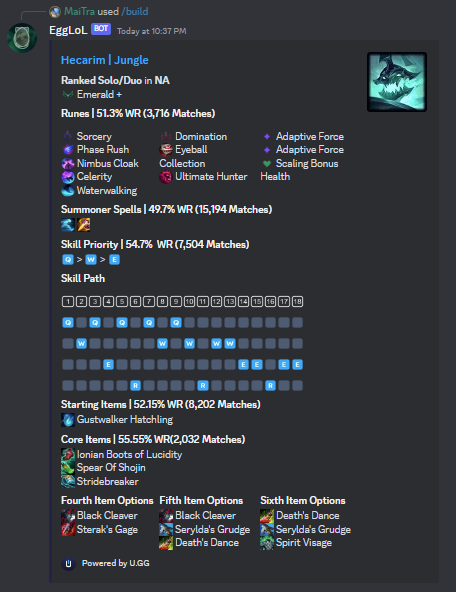 MaiTra used /build
EggLoL BOT Today at 10:37 PM
Hecarim | Jungle
Ranked Solo/Duo in NA
Emerald +
Runes | 51.3% WR (3,716 Matches)
Sorcery Domination Adaptive Force
Phase Rush Eyeball Adaptive Force
Nimbus Cloak Collection Scaling Bonus
Celerity Ultimate Hunter Health
Waterwalking
Summoner Spells | 49.7% WR (15,194 Matches)
Skill Priority | 54.7% WR (7,504 Matches)
Q > W > E
Skill Path
1 2 3 4 5 6 7 8 9 10 11 12 13 14 15 16 17 18
Q Q Q Q Q
W W W W W
E E E E E
R R R
Starting Items | 52.15% WR (8,202 Matches)
Gustwalker Hatchling
Core Items | 55.55% WR(2,032 Matches)
Ionian Boots of Lucidity
Spear Of Shojin
Stridebreaker
Fourth Item Options Fifth Item Options Sixth Item Options
Black Cleaver Black Cleaver Death's Dance
Sterak's Gage Serylda's Grudge Serylda's Grudge
Death's Dance Spirit Visage
U Powered by U.GG